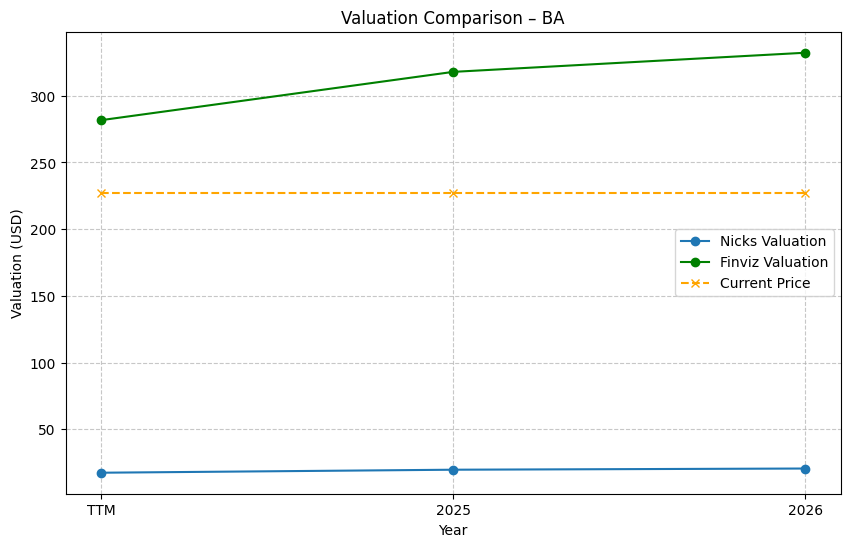 Valuation Comparison – BA
Valuation (USD)
300
250
200
150
100
50
Nicks Valuation
Finviz Valuation
Current Price
TTM
2025
2026
Year